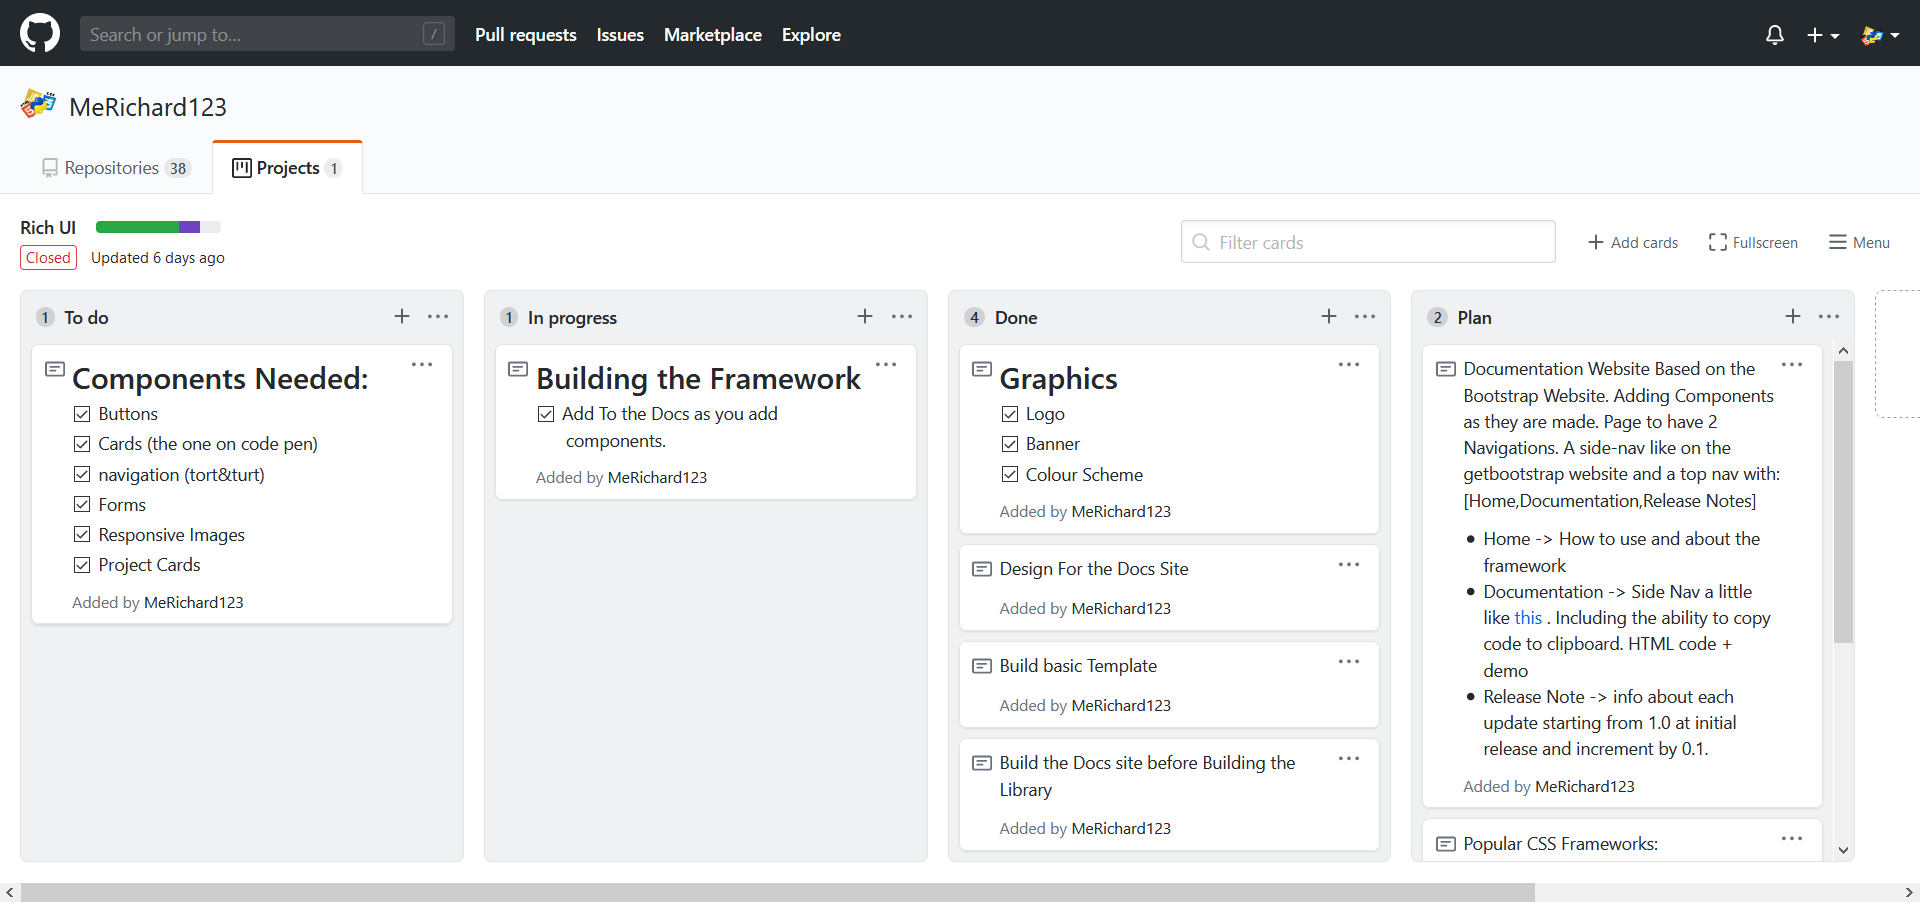 Search or jump to...
/
Pull requests
Issues
Marketplace
Explore
MeRichard123
Repositories 38
Projects 1
Rich UI
Closed
Updated 6 days ago
Filter cards
Add cards
Fullscreen
Menu
1 To do
Components Needed:
Buttons
Cards (the one on code pen)
navigation (tort&turt)
Forms
Responsive Images
Project Cards
Added by MeRichard123
1 In progress
Building the Framework
Add To the Docs as you add
components.
Added by MeRichard123
4 Done
Graphics
Logo
Banner
Colour Scheme
Added by MeRichard123
Design For the Docs Site
Added by MeRichard123
Build basic Template
Added by MeRichard123
Build the Docs site before Building the
Library
Added by MeRichard123
2 Plan
Documentation Website Based on the
Bootstrap Website. Adding Components
as they are made. Page to have 2
Navigations. A side-nav like on the
getbootstrap website and a top nav with:
[Home,Documentation,Release Notes]
Home -> How to use and about the
framework
Documentation -> Side Nav a little
like this . Including the ability to copy
code to clipboard. HTML code +
demo
Release Note -> info about each
update starting from 1.0 at initial
release and increment by 0.1.
Added by MeRichard123
Popular CSS Frameworks: